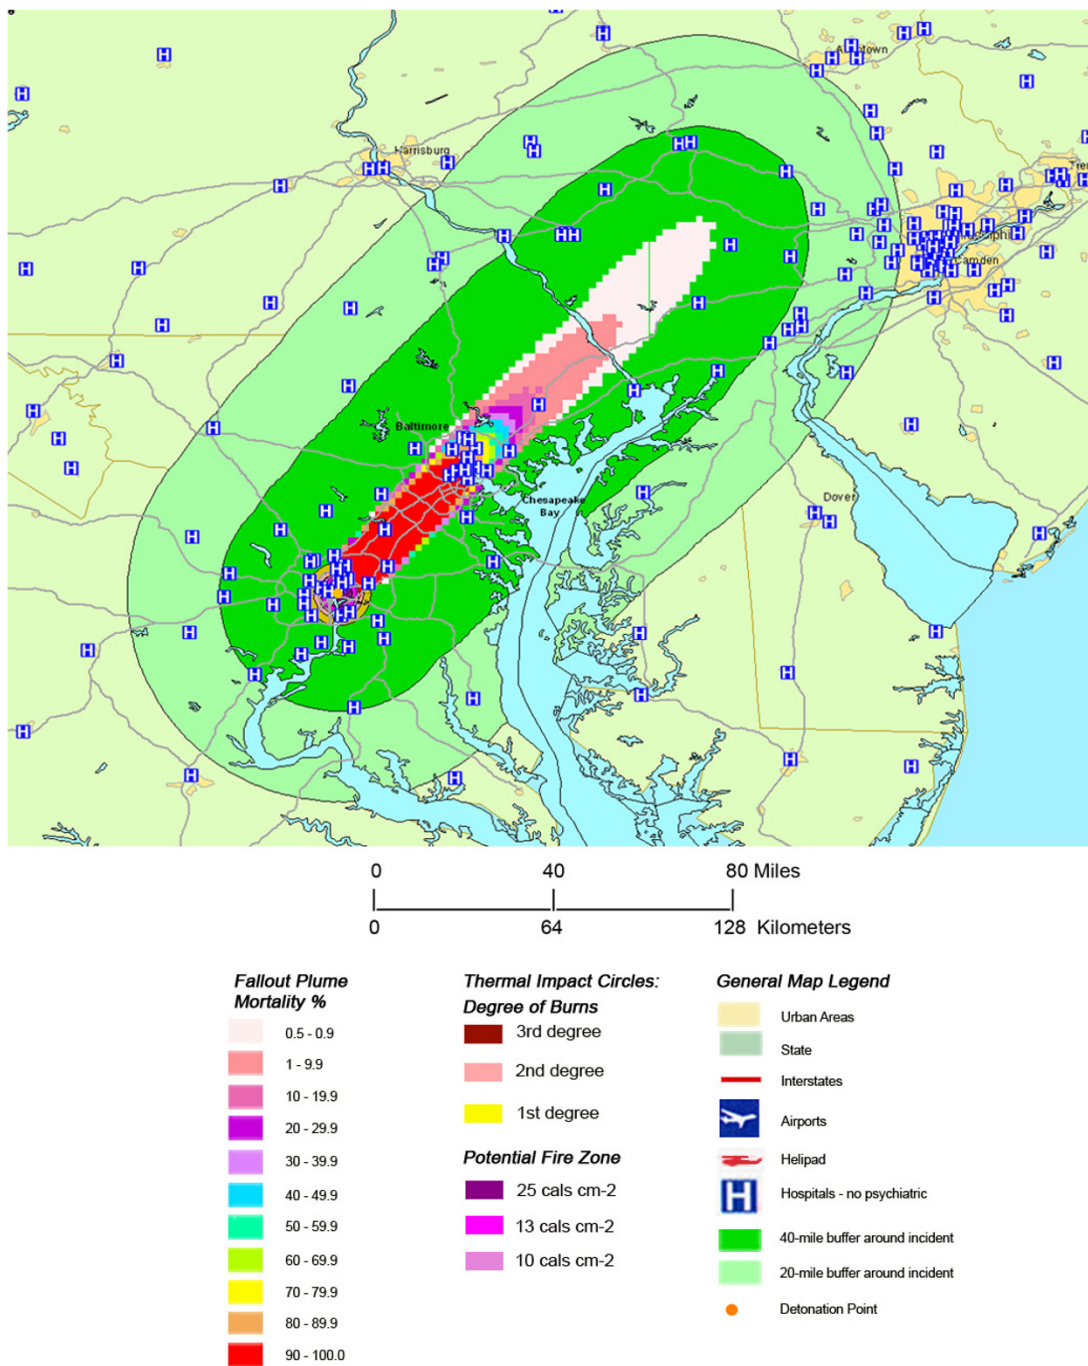 Allentown
Harrisburg
Philadelphia
Camden
Baltimore
Chesapeake
Bay
Dover
0 40 80 Miles
0 64 128 Kilometers
Fallout Plume
Mortality %
0.5 - 0.9
1 - 9.9
10 - 19.9
20 - 29.9
30 - 39.9
40 - 49.9
50 - 59.9
60 - 69.9
70 - 79.9
80 - 89.9
90 - 100.0
Thermal Impact Circles:
Degree of Burns
3rd degree
2nd degree
1st degree
Potential Fire Zone
25 cals cm-2
13 cals cm-2
10 cals cm-2
General Map Legend
Urban Areas
State
Interstates
Airports
Helipad
H Hospitals - no psychiatric
40-mile buffer around incident
20-mile buffer around incident
Detonation Point